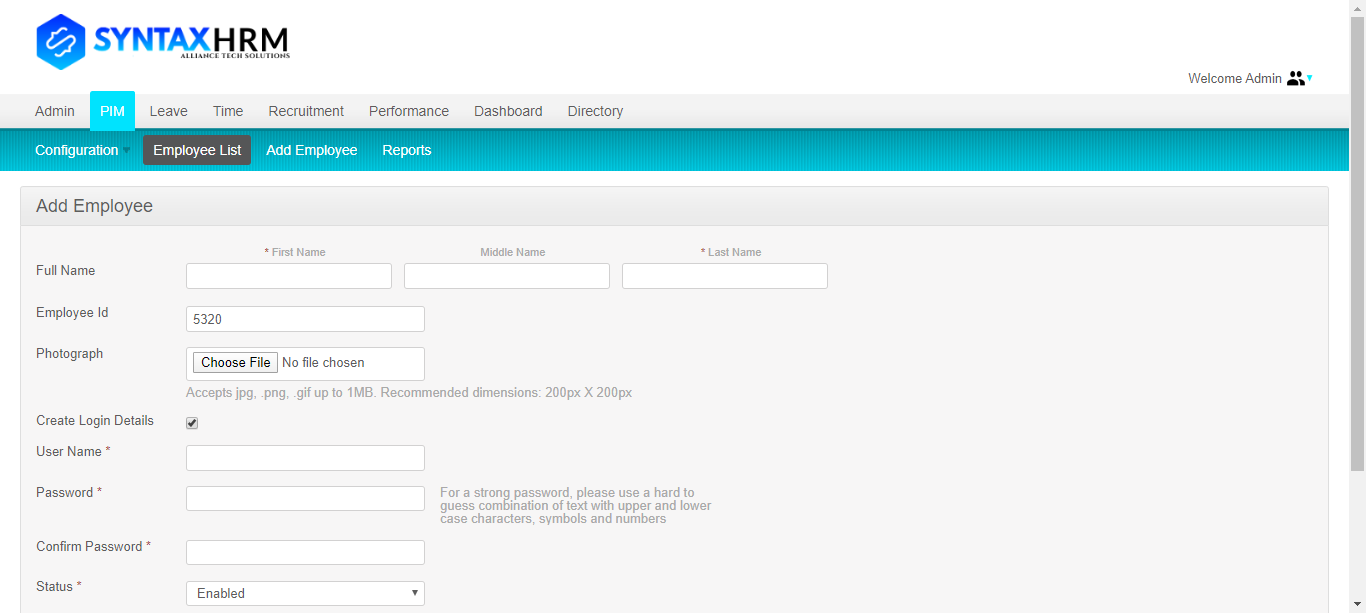 SYNTAXHRM
ALLIANCE TECH SOLUTIONS
Welcome Admin
Admin PIM Leave Time Recruitment Performance Dashboard Directory
Configuration Employee List Add Employee Reports
Add Employee
* First Name Middle Name * Last Name
Full Name
Employee Id 5320
Photograph Choose File No file chosen
Accepts jpg, .png, .gif up to 1MB. Recommended dimensions: 200px X 200px
Create Login Details
User Name *
Password * For a strong password, please use a hard to
guess combination of text with upper and lower
case characters, symbols and numbers
Confirm Password *
Status * Enabled